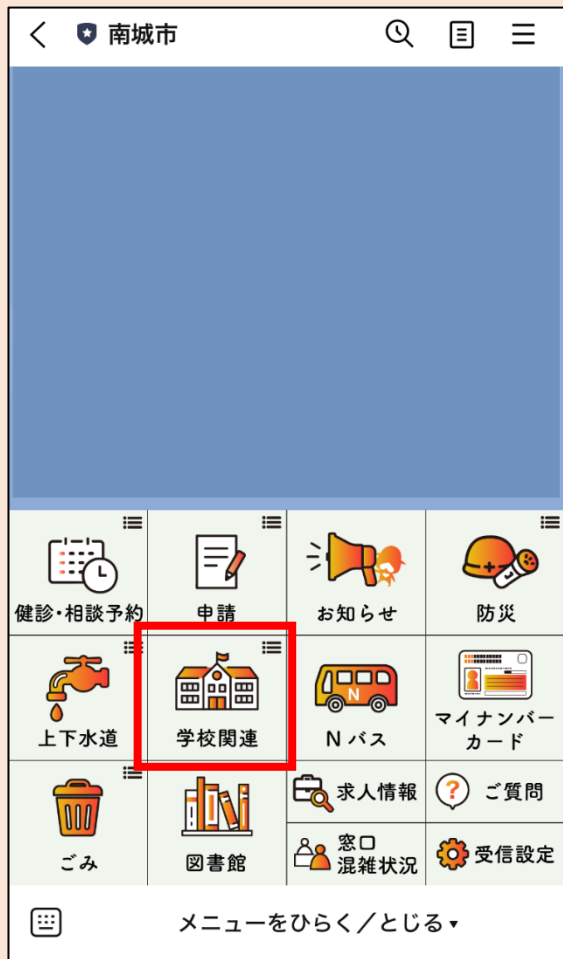 南城市
健診・相談予約
申請
お知らせ
防災
上下水道
学校関連
N
Nバス
マイナンバー
カード
ごみ
図書館
求人情報
?
ご質問
窓口
混雑状況
受信設定
メニューをひらく／とじる▾